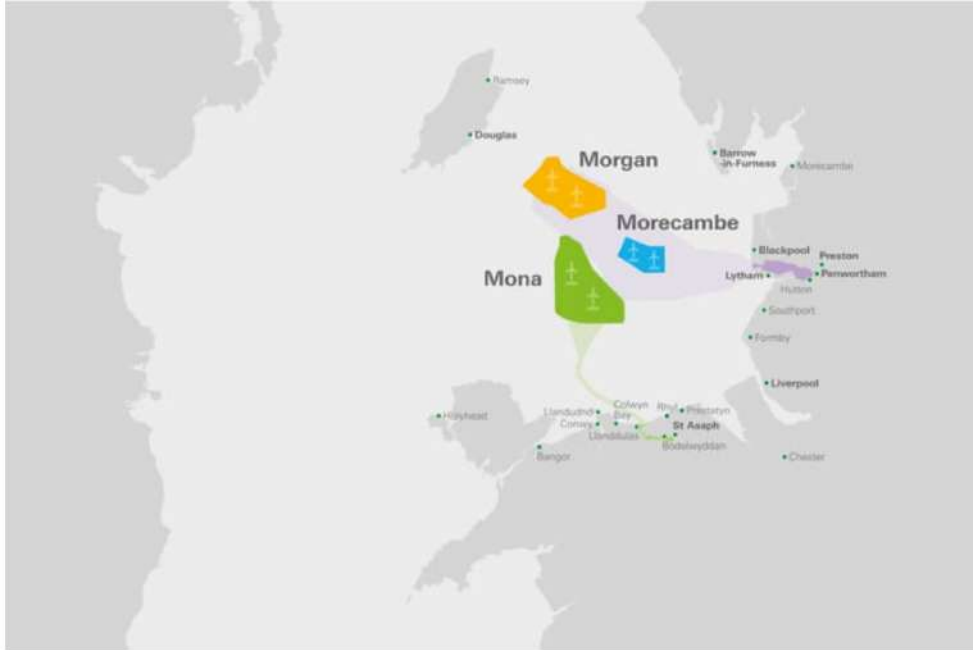 Ramsey
Douglas
Morgan
Barrow
-in-Furness
Morecambe
Morecambe
Mona
Blackpool
Preston
Lytham
Penwortham
Hutton
Southport
Formby
Liverpool
Holyhead
Llandudno
Colwyn
Bay
Rhyl
Prestatyn
Conwy
St Asaph
Llanddulas
Bodelwyddan
Bangor
Chester